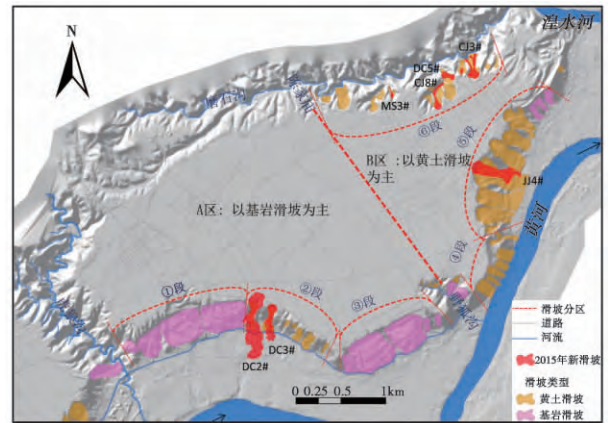 湟水河
N
CJ3#
DC5#
CJ8#
MS3#
磨石沟
⑥段
⑤段
B区:以黄土滑坡
为主
JJ4#
A区:以基岩滑坡为主
黄河
④段
①段
②段
③段
DC3#
DC2#
0 0.25 0.5 1km
滑坡分区
道路
河流
2015年新滑坡
滑坡类型
黄土滑坡
基岩滑坡